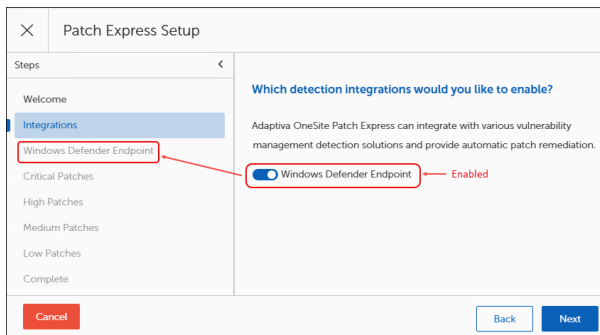 Patch Express Setup
Steps
Welcome
Integrations
Windows Defender Endpoint
Critical Patches
High Patches
Medium Patches
Low Patches
Complete
Which detection integrations would you like to enable?
Adaptiva OneSite Patch Express can integrate with various vulnerability
management detection solutions and provide automatic patch remediation.
Windows Defender Endpoint
Enabled
Cancel
Back
Next